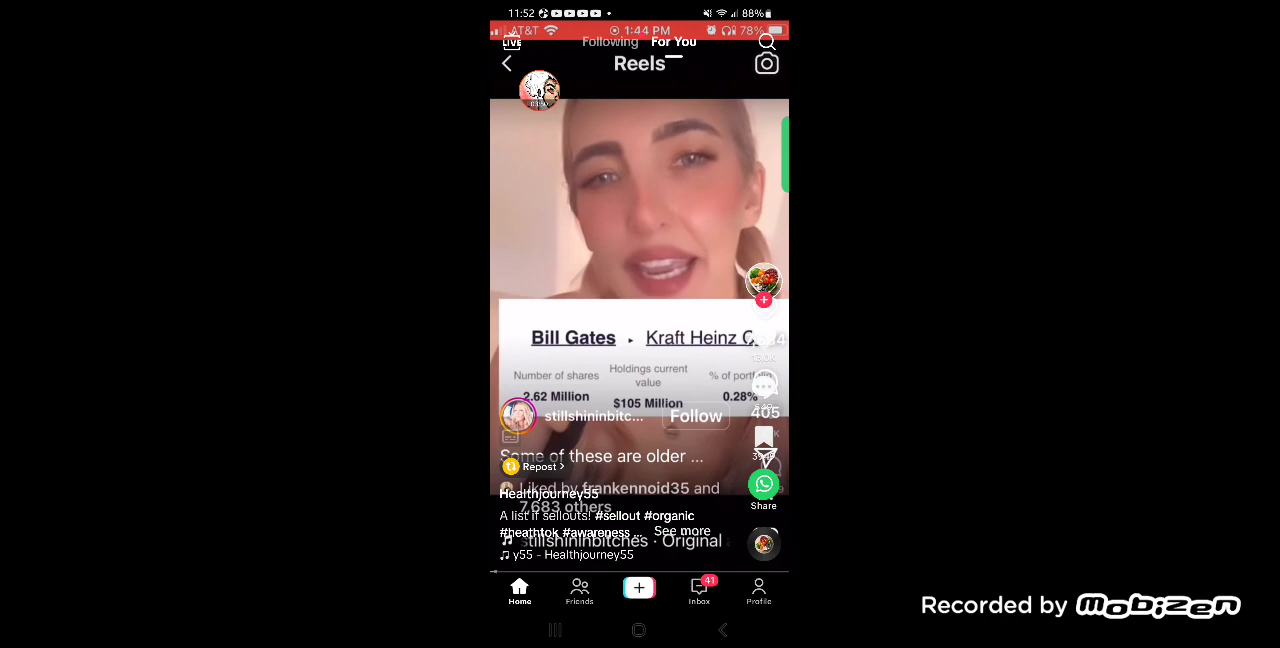 11:52
88%
AT&T
1:44 PM
78%
LIVE
Following For You
Reels
03:50
Bill Gates ▸ Kraft Heinz
Number of shares
Holdings current
value
% of portfolio
2.62 Million
$105 Million
0.28%
stillshininbitc...
Follow
405
Some of these are older ...
Repost >
Liked by frankennoid35 and
7,683 others
Healthjourney55
A list if sellouts! #sellout #organic
#heathtok #awareness ... See more
stillshininbitches · Original
y55 - Healthjourney55
Share
Home
Friends
41
Inbox
Profile
Recorded by MOBIZEN